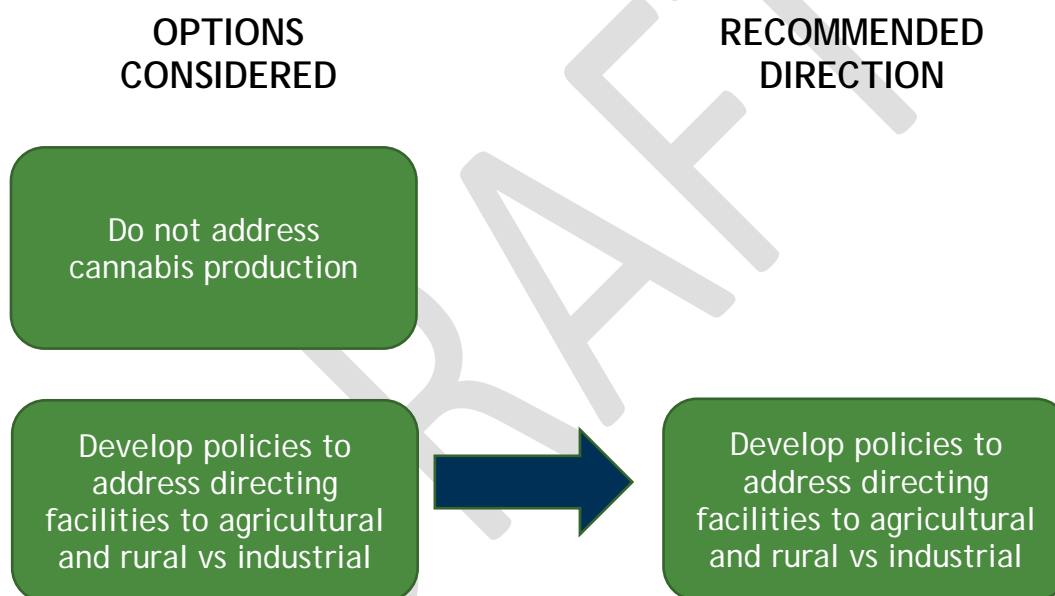 OPTIONS
CONSIDERED
RECOMMENDED
DIRECTION
Do not address
cannabis production
Develop policies to
address directing
facilities to agricultural
and rural vs industrial
Develop policies to
address directing
facilities to agricultural
and rural vs industrial
RAFT